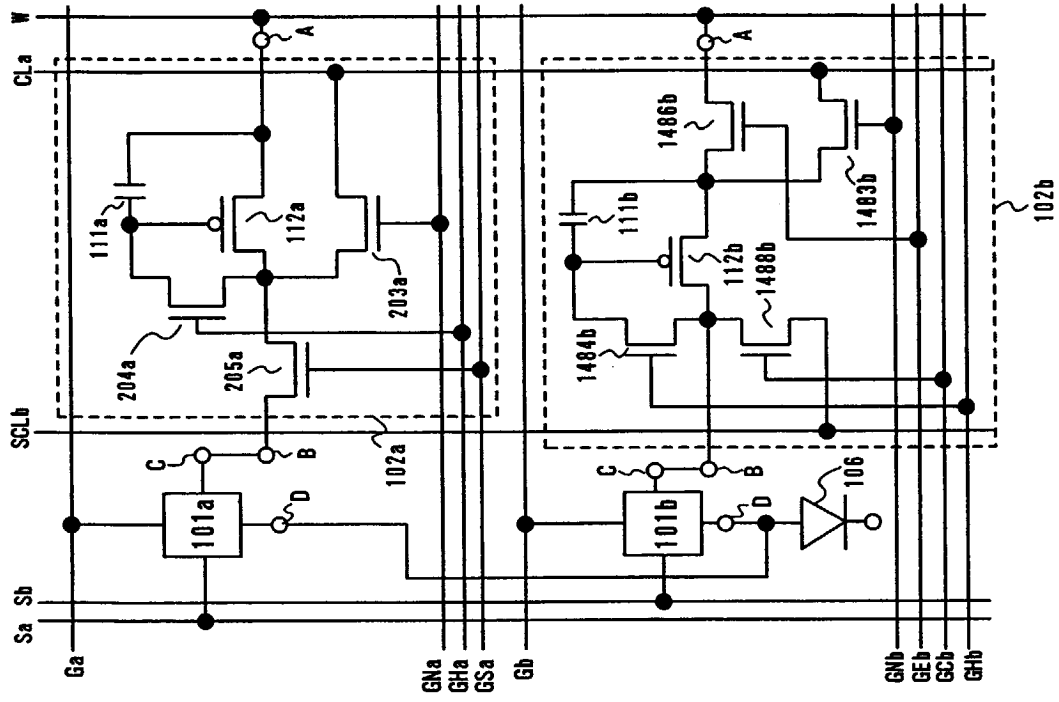 Sa
Sb
SCLb
CLa
W
Ga
101a
C
B
D
102a
204a
205a
111a
112a
203a
A
GNa
GHa
GSa
Gb
101b
C
B
D
106
1484b
1488b
111b
112b
1486b
1483b
A
102b
GNb
GEb
GCb
GHb